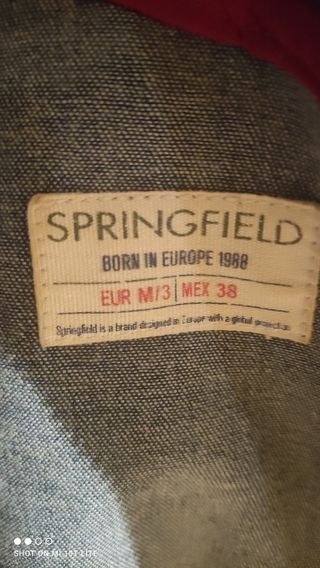 SPRINGFIELD
BORN IN EUROPE 1988
EUR M/3 | MEX 38
Springfield is a brand designed in Europe with a global projection
SHOT ON MI 10T LITE